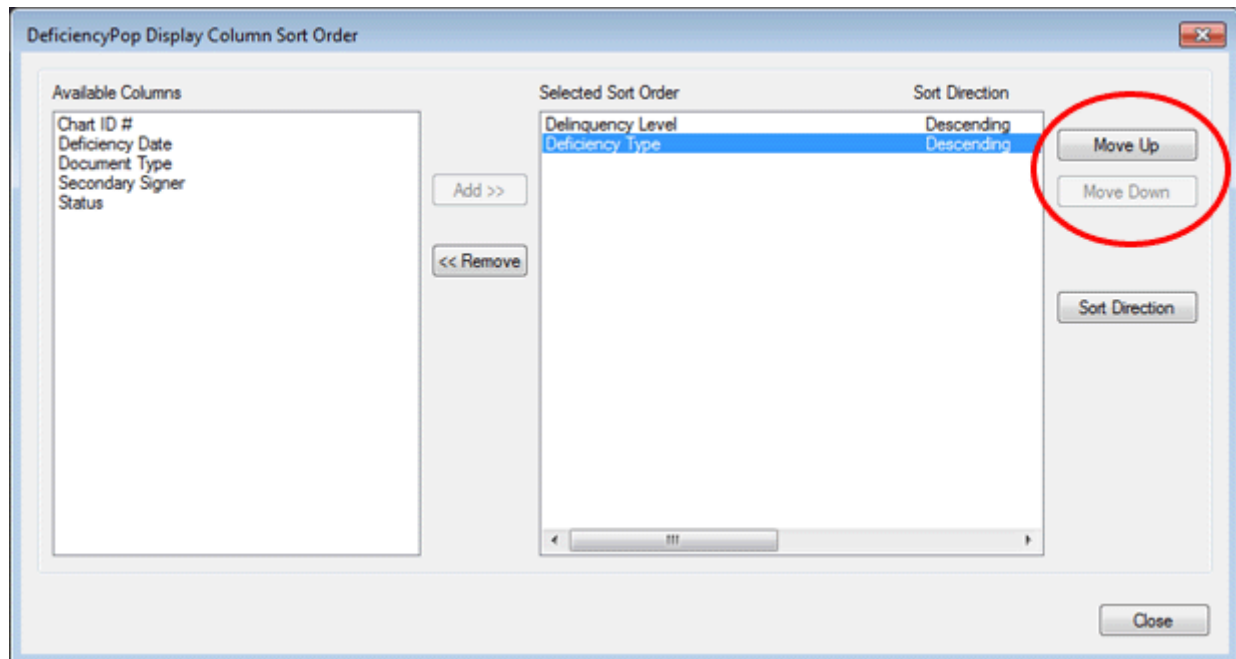 DeficiencyPop Display Column Sort Order
Available Columns
Chart ID #
Deficiency Date
Document Type
Secondary Signer
Status
Add >>
<< Remove
Selected Sort Order Sort Direction
Delinquency Level Descending
Deficiency Type Descending
Move Up
Move Down
Sort Direction
Close